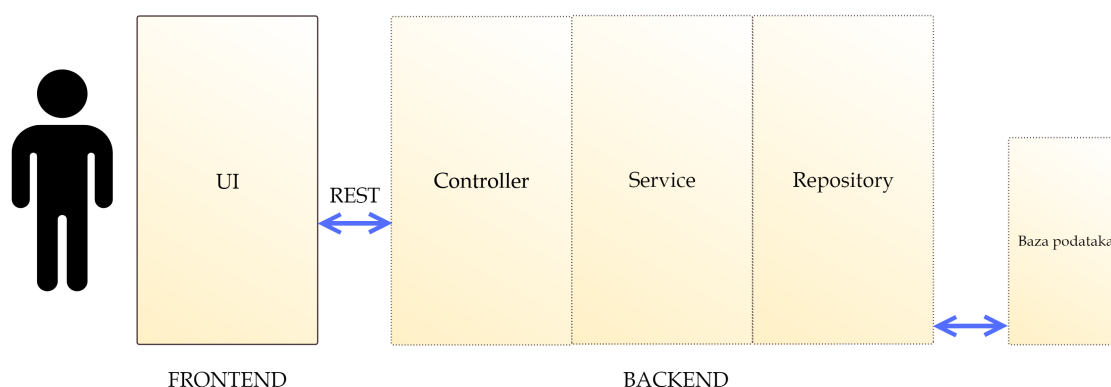 UI
REST
Controller
Service
Repository
Baza podataka
FRONTEND
BACKEND